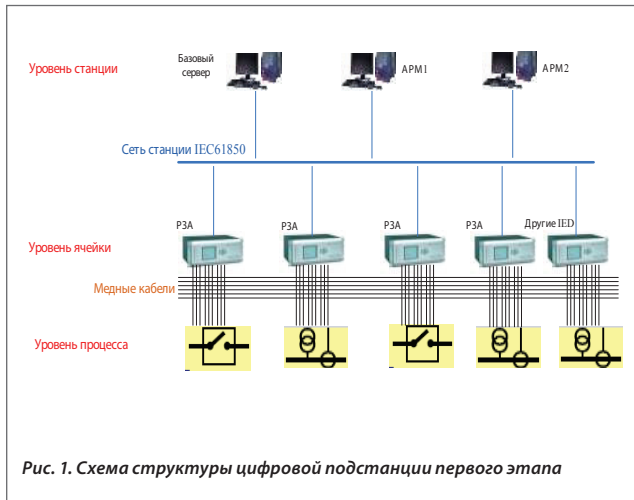 Уровень станции
Базовый
сервер
АРМ1
АРМ2
Сеть станции IEC61850
РЗА
РЗА
РЗА
РЗА
Другие IED
Уровень ячейки
Медные кабели
Уровень процесса
Рис. 1. Схема структуры цифровой подстанции первого этапа